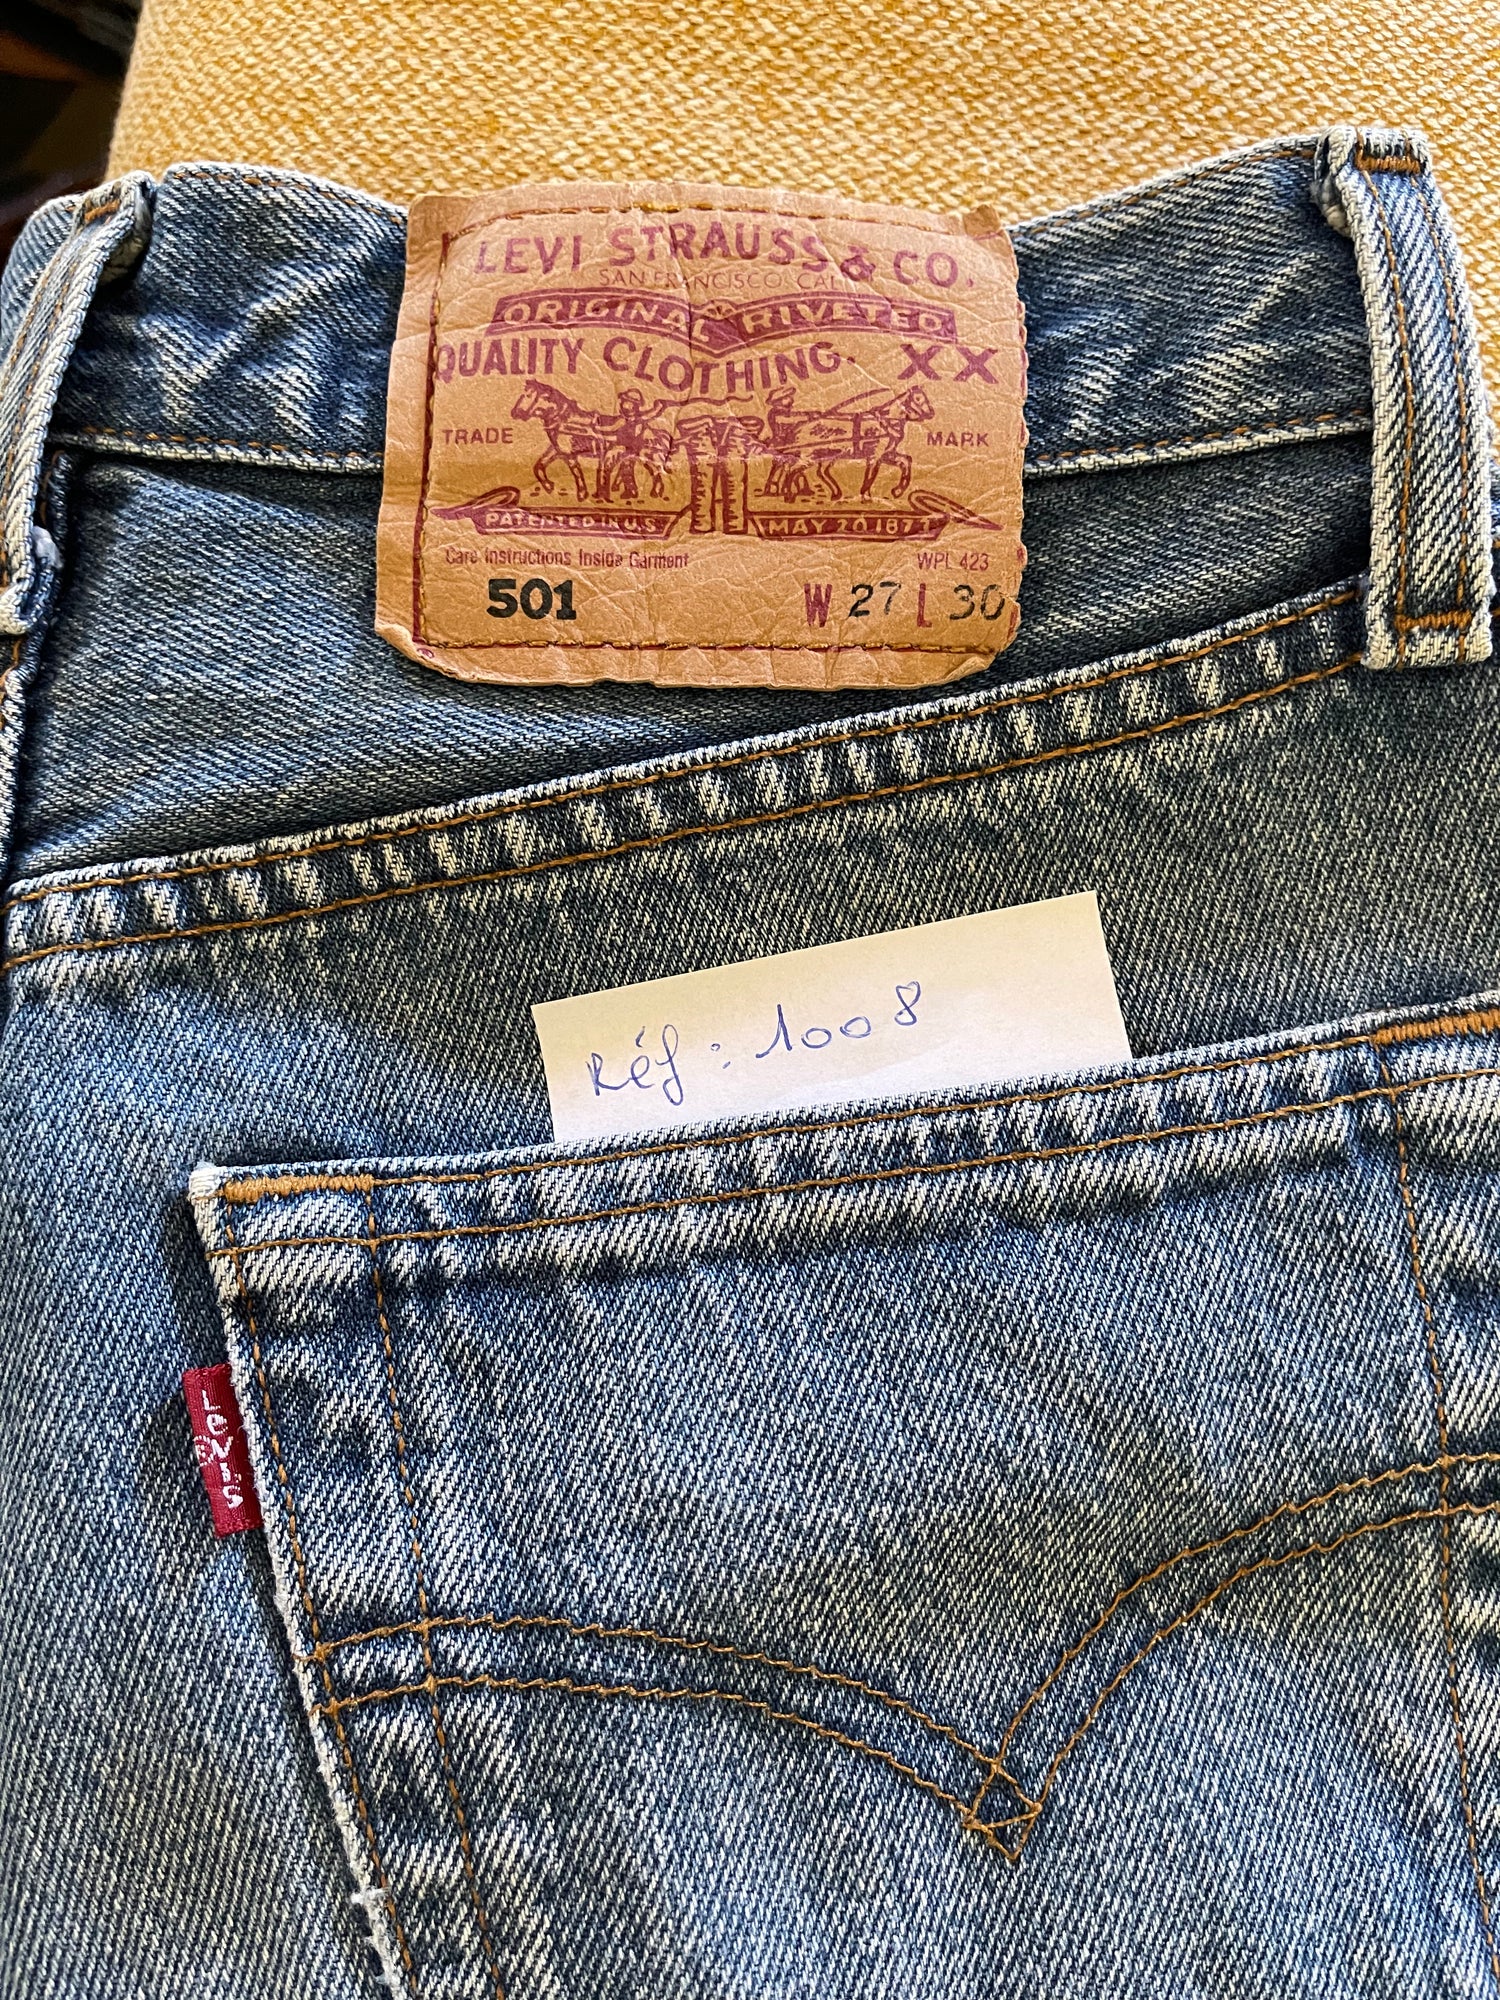 LEVI STRAUSS & CO.
SAN FRANCISCO CALIF
ORIGINAL RIVETED
QUALITY CLOTHING. XX
TRADE MARK
PATENTED IN U.S. MAY 20 1873
Care Instructions Inside Garment WPL 423
501 W 27 L 30
®
Réf : 1008
LEVI'S